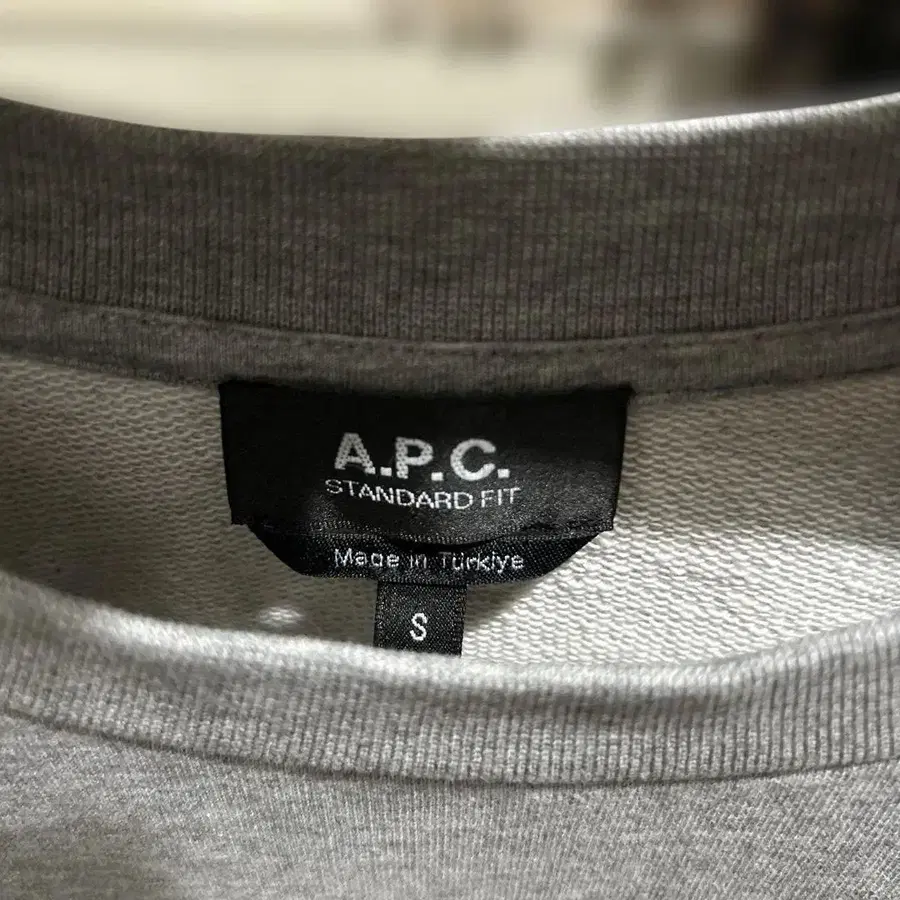 A.P.C.
STANDARD FIT
Made in Türkiye
S